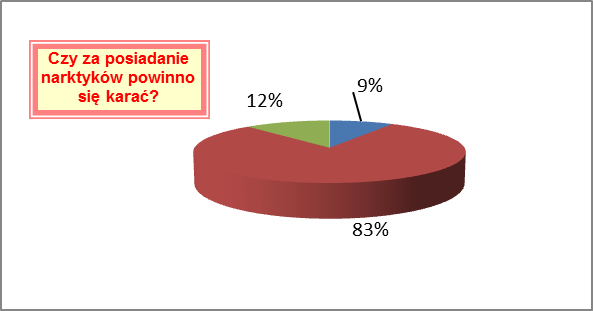 Czy za posiadanie
narktyków powinno
się karać?
9%
12%
83%